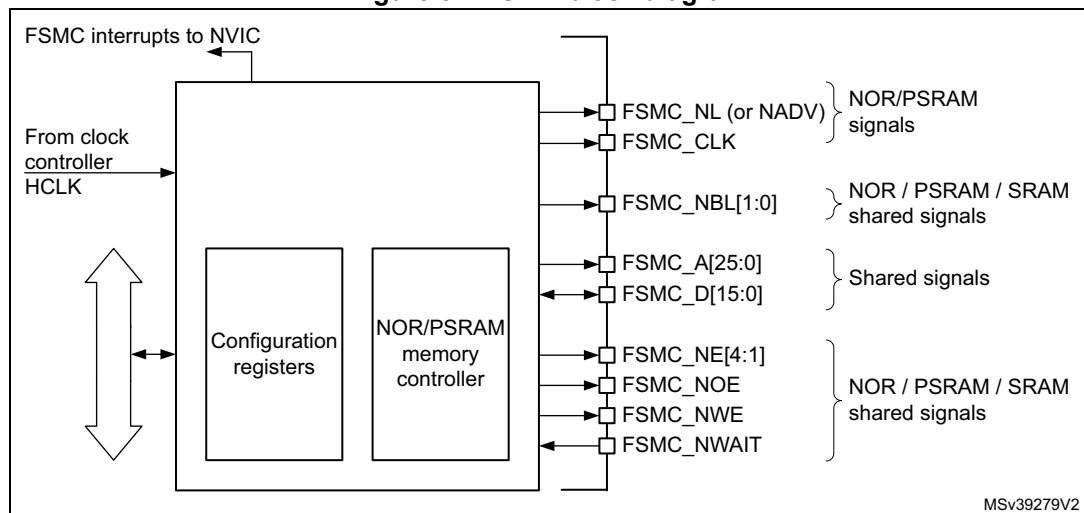 FSMC interrupts to NVIC
From clock
controller
HCLK
Configuration
registers
NOR/PSRAM
memory
controller
FSMC_NL (or NADV)
FSMC_CLK
NOR/PSRAM
signals
FSMC_NBL[1:0]
NOR / PSRAM / SRAM
shared signals
FSMC_A[25:0]
FSMC_D[15:0]
Shared signals
FSMC_NE[4:1]
FSMC_NOE
FSMC_NWE
FSMC_NWAIT
NOR / PSRAM / SRAM
shared signals
MSv39279V2